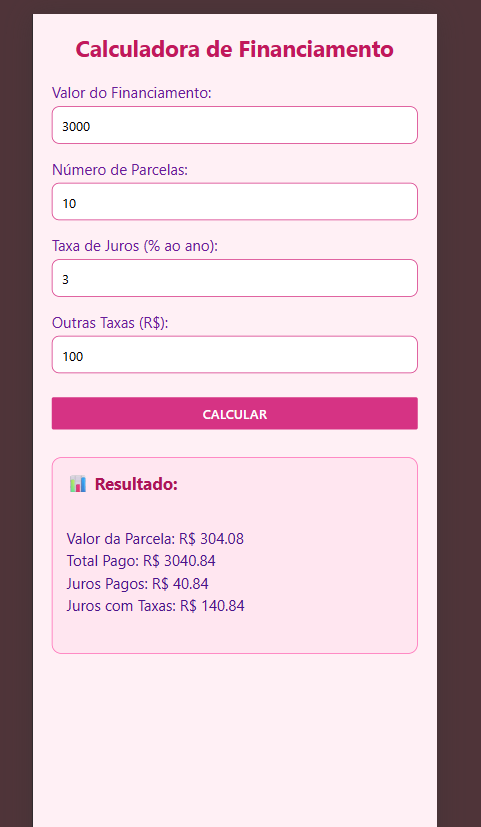 Calculadora de Financiamento
Valor do Financiamento:
3000
Número de Parcelas:
10
Taxa de Juros (% ao ano):
3
Outras Taxas (R$):
100
CALCULAR
Resultado:
Valor da Parcela: R$ 304.08
Total Pago: R$ 3040.84
Juros Pagos: R$ 40.84
Juros com Taxas: R$ 140.84